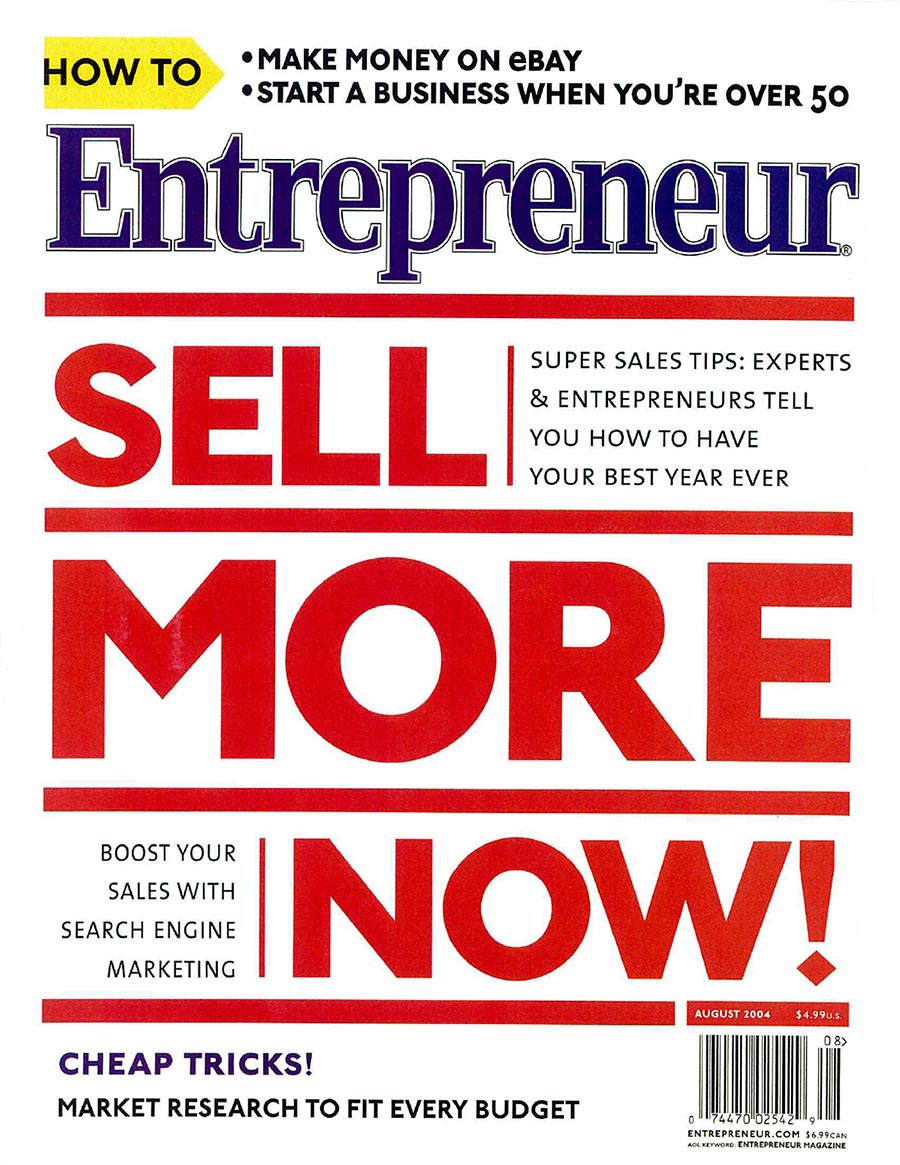 HOW TO
•MAKE MONEY ON eBAY
•START A BUSINESS WHEN YOU'RE OVER 50
Entrepreneur®
SELL
SUPER SALES TIPS: EXPERTS
& ENTREPRENEURS TELL
YOU HOW TO HAVE
YOUR BEST YEAR EVER
MORE
BOOST YOUR
SALES WITH
SEARCH ENGINE
MARKETING
NOW!
AUGUST 2004 $4.99U.S.
CHEAP TRICKS!
MARKET RESEARCH TO FIT EVERY BUDGET
08>
0 74470 02542 9
ENTREPRENEUR.COM $6.99CAN
AOL KEYWORD: ENTREPRENEUR MAGAZINE